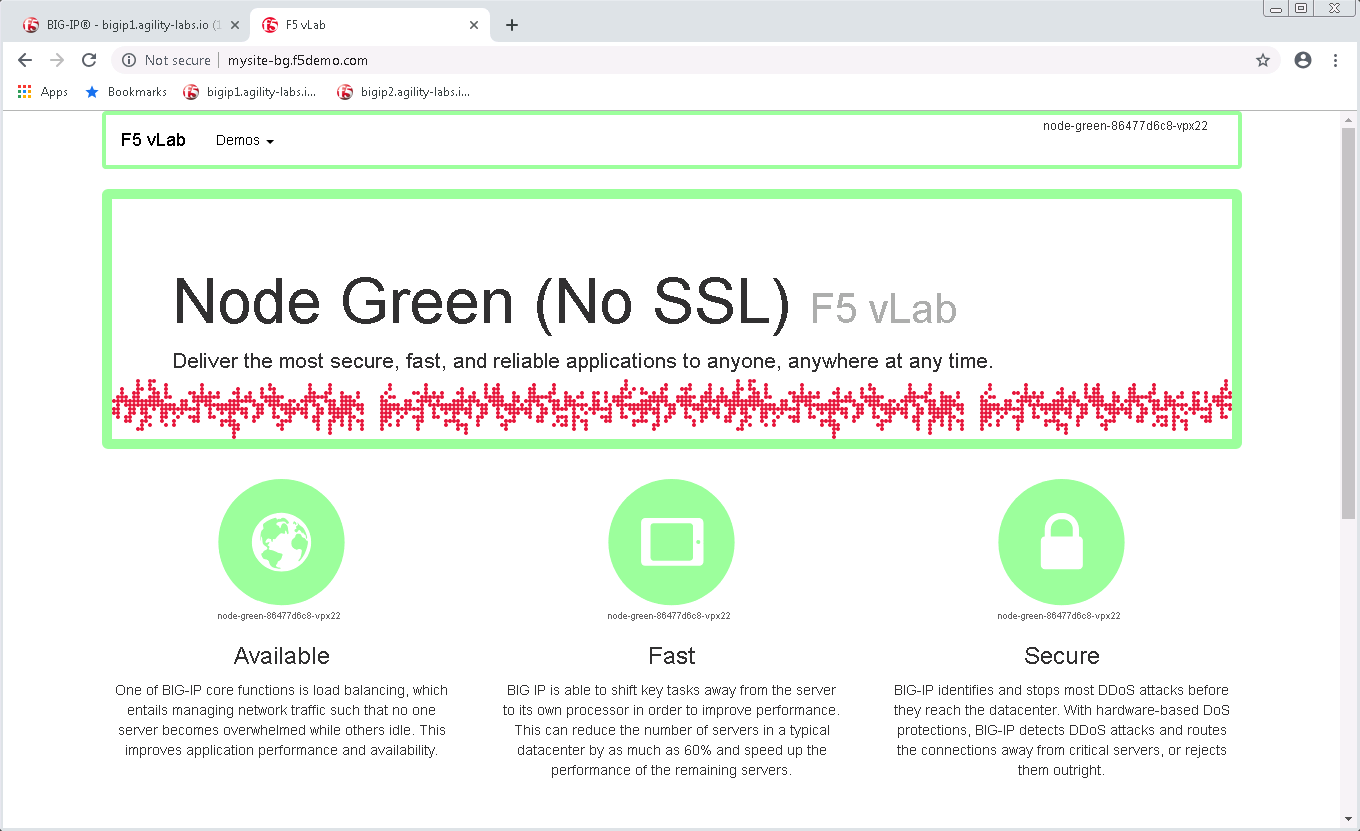 BIG-IP® - bigip1.agility-labs.io (1
F5 vLab
Not secure
mysite-bg.f5demo.com
Apps
Bookmarks
bigip1.agility-labs.i...
bigip2.agility-labs.i...
F5 vLab
Demos
node-green-86477d6c8-vpx22
Node Green (No SSL) F5 vLab
Deliver the most secure, fast, and reliable applications to anyone, anywhere at any time.
node-green-86477d6c8-vpx22
Available
One of BIG-IP core functions is load balancing, which
entails managing network traffic such that no one
server becomes overwhelmed while others idle. This
improves application performance and availability.
node-green-86477d6c8-vpx22
Fast
BIG IP is able to shift key tasks away from the server
to its own processor in order to improve performance.
This can reduce the number of servers in a typical
datacenter by as much as 60% and speed up the
performance of the remaining servers.
node-green-86477d6c8-vpx22
Secure
BIG-IP identifies and stops most DDoS attacks before
they reach the datacenter. With hardware-based DoS
protections, BIG-IP detects DDoS attacks and routes
the connections away from critical servers, or rejects
them outright.